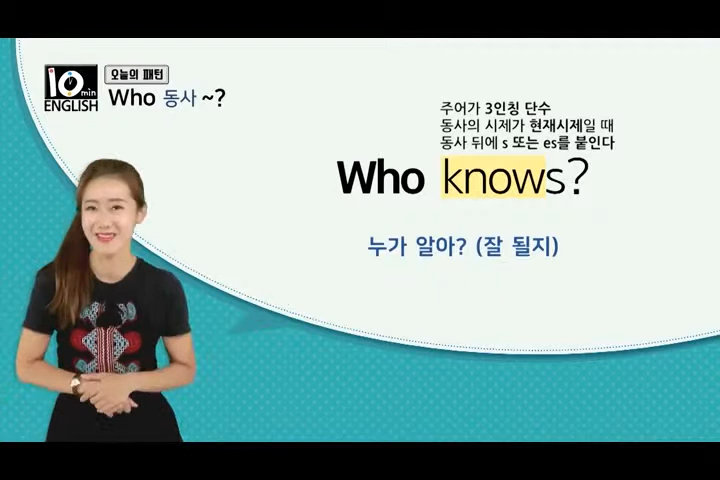 10 min
ENGLISH
오늘의 패턴
Who 동사 ~?
주어가 3인칭 단수
동사의 시제가 현재시제일 때
동사 뒤에 s 또는 es를 붙인다
Who knows?
누가 알아? (잘 될지)